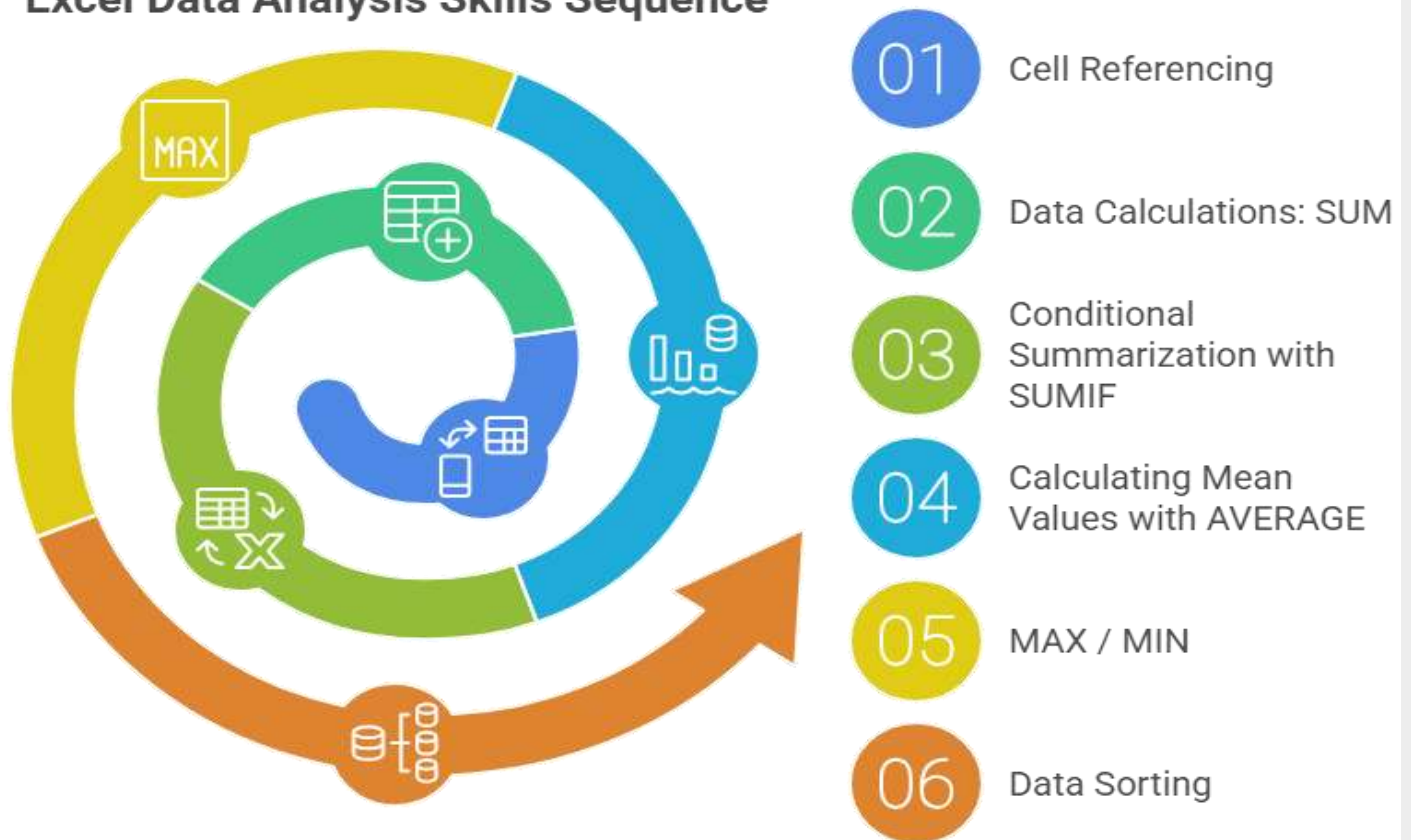 Excel Data Analysis Skills Sequence
MAX
01
Cell Referencing
02
Data Calculations: SUM
03
Conditional
Summarization with
SUMIF
04
Calculating Mean
Values with AVERAGE
05
MAX / MIN
06
Data Sorting